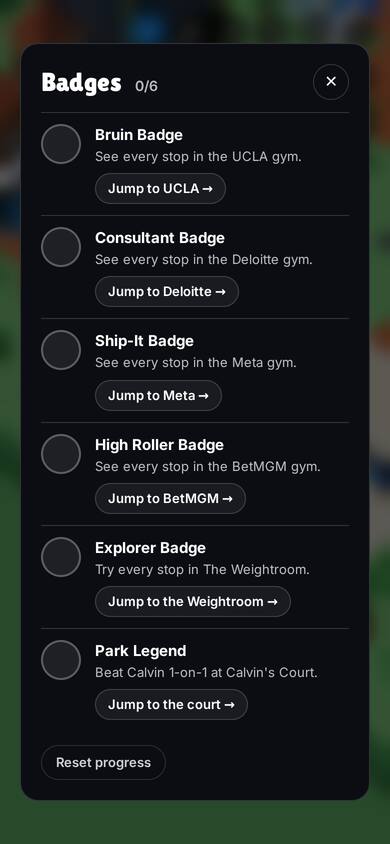 Badges 0/6 ✕
Bruin Badge
See every stop in the UCLA gym.
Jump to UCLA →
Consultant Badge
See every stop in the Deloitte gym.
Jump to Deloitte →
Ship-It Badge
See every stop in the Meta gym.
Jump to Meta →
High Roller Badge
See every stop in the BetMGM gym.
Jump to BetMGM →
Explorer Badge
Try every stop in The Weightroom.
Jump to the Weightroom →
Park Legend
Beat Calvin 1-on-1 at Calvin's Court.
Jump to the court →
Reset progress